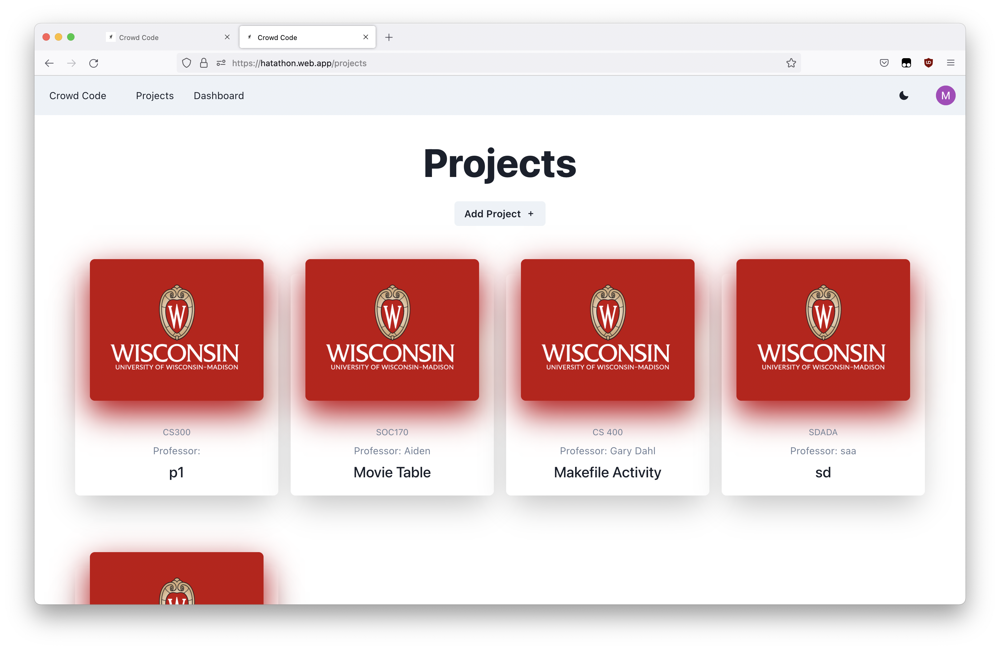 Crowd Code
Crowd Code
https://hatathon.web.app/projects
Crowd Code Projects Dashboard
M
Projects
Add Project +
W
WISCONSIN
UNIVERSITY OF WISCONSIN-MADISON
CS300
Professor:
p1
W
WISCONSIN
UNIVERSITY OF WISCONSIN-MADISON
SOC170
Professor: Aiden
Movie Table
W
WISCONSIN
UNIVERSITY OF WISCONSIN-MADISON
CS 400
Professor: Gary Dahl
Makefile Activity
W
WISCONSIN
UNIVERSITY OF WISCONSIN-MADISON
SDADA
Professor: saa
sd
W